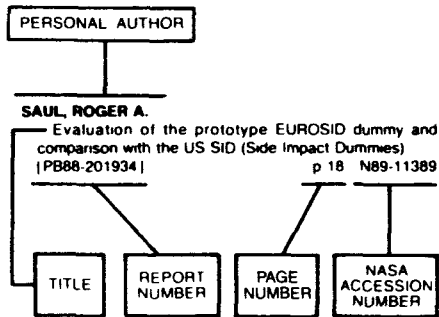 PERSONAL AUTHOR
SAUL, ROGER A.
Evaluation of the prototype EUROSID dummy and
comparison with the US SID (Side Impact Dummies)
|PB88-201934| p 18 N89-11389
TITLE
REPORT
NUMBER
PAGE
NUMBER
NASA
ACCESSION
NUMBER